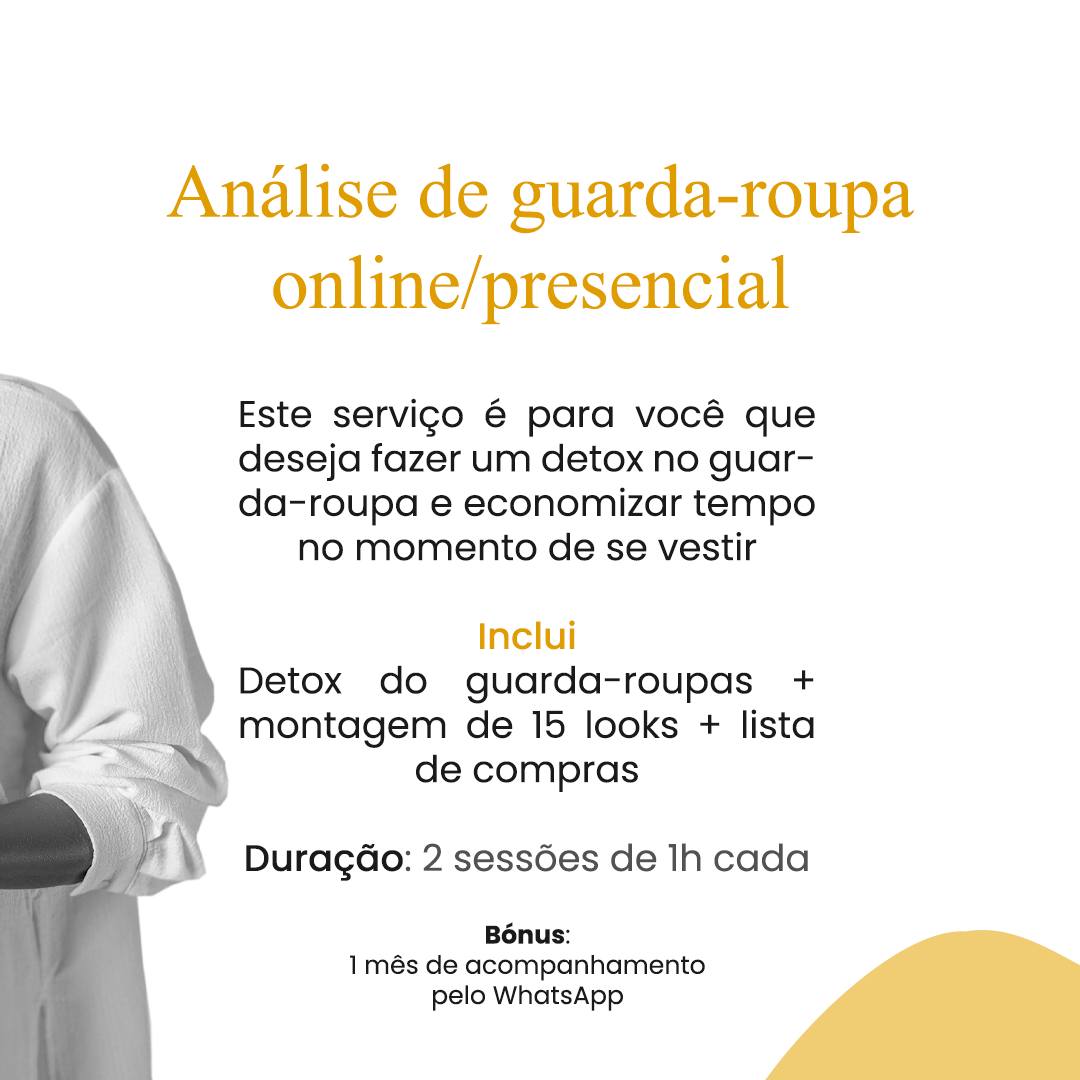 Análise de guarda-roupa
online/presencial
Este serviço é para você que
deseja fazer um detox no guar-
da-roupa e economizar tempo
no momento de se vestir
Inclui
Detox do guarda-roupas +
montagem de 15 looks + lista
de compras
Duração: 2 sessões de 1h cada
Bónus:
1 mês de acompanhamento
pelo WhatsApp